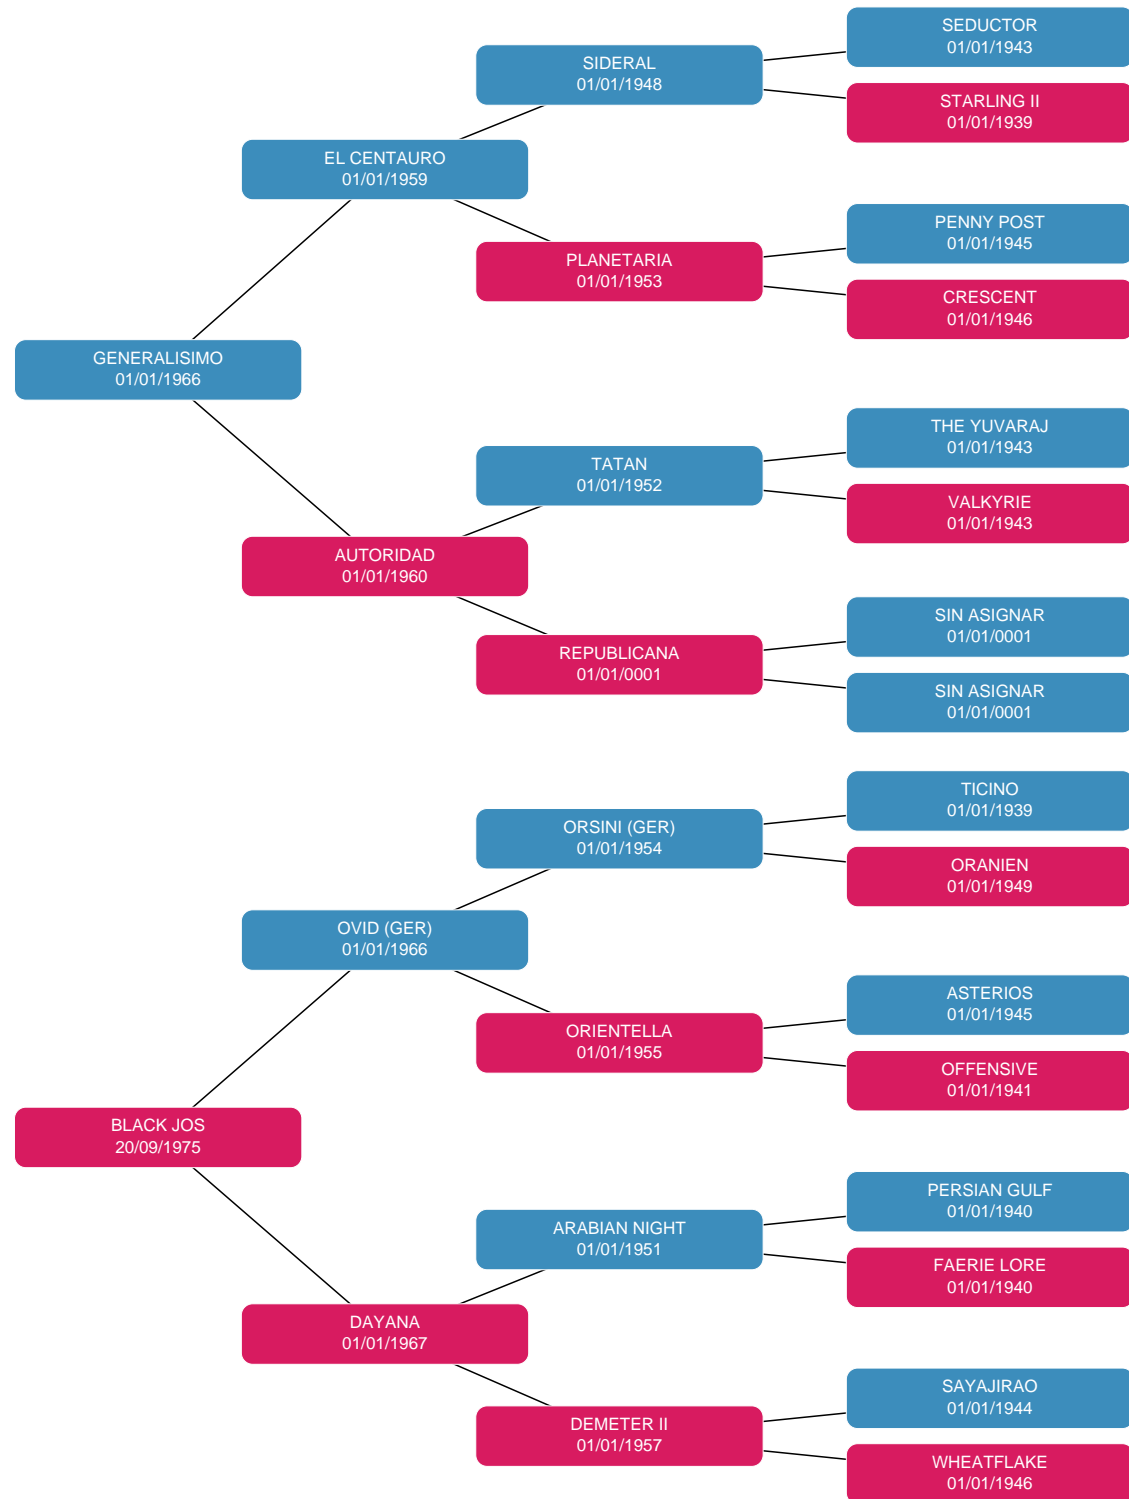 SEDUCTOR
01/01/1943
SIDERAL
01/01/1948
STARLING II
01/01/1939
EL CENTAURO
01/01/1959
PENNY POST
01/01/1945
PLANETARIA
01/01/1953
CRESCENT
01/01/1946
GENERALISIMO
01/01/1966
THE YUVARAJ
01/01/1943
TATAN
01/01/1952
VALKYRIE
01/01/1943
AUTORIDAD
01/01/1960
SIN ASIGNAR
01/01/0001
REPUBLICANA
01/01/0001
SIN ASIGNAR
01/01/0001
TICINO
01/01/1939
ORSINI (GER)
01/01/1954
ORANIEN
01/01/1949
OVID (GER)
01/01/1966
ASTERIOS
01/01/1945
ORIENTELLA
01/01/1955
OFFENSIVE
01/01/1941
BLACK JOS
20/09/1975
PERSIAN GULF
01/01/1940
ARABIAN NIGHT
01/01/1951
FAERIE LORE
01/01/1940
DAYANA
01/01/1967
SAYAJIRAO
01/01/1944
DEMETER II
01/01/1957
WHEATFLAKE
01/01/1946